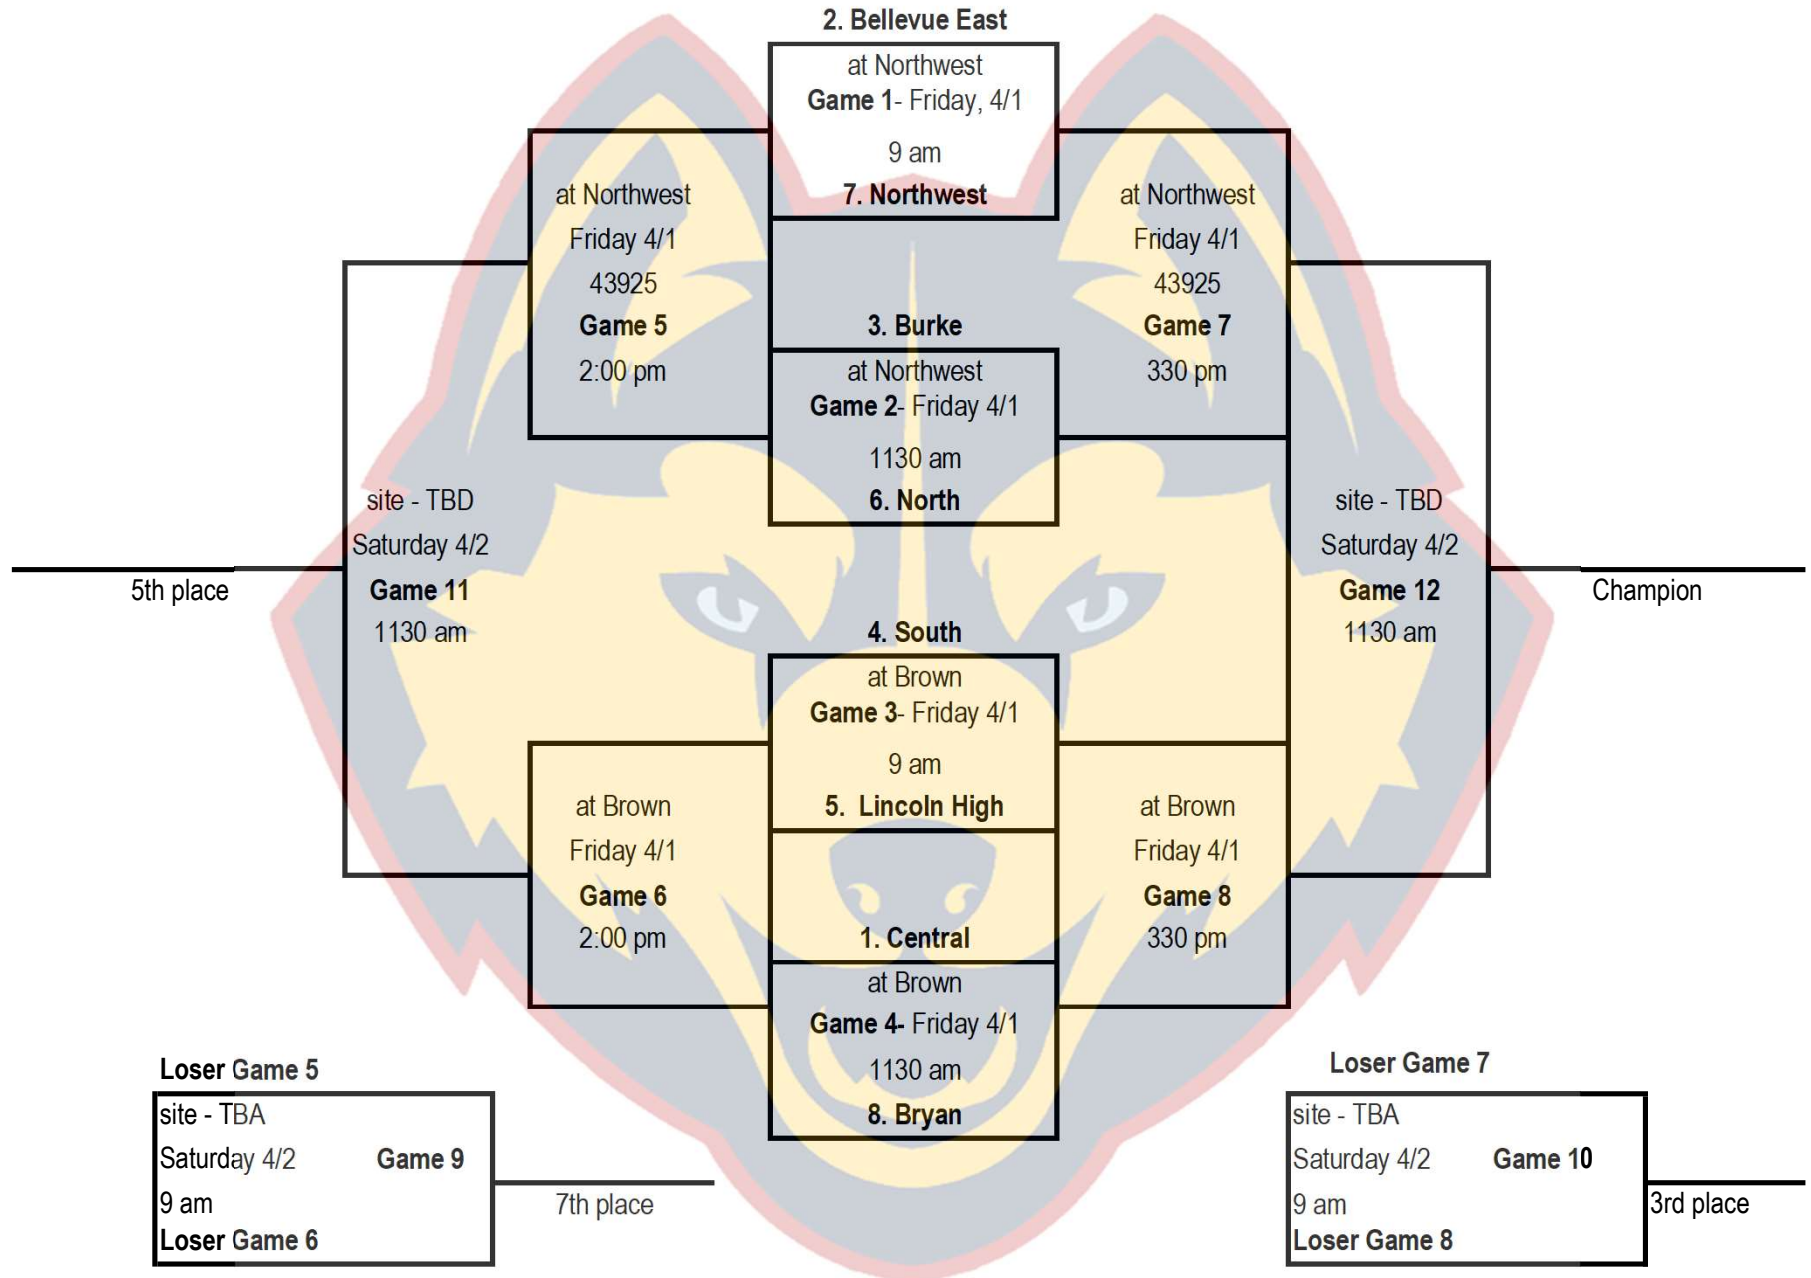 2. Bellevue East
at Northwest
Game 1- Friday, 4/1
9 am
7. Northwest
at Northwest
Friday 4/1
43925
Game 5
2:00 pm
at Northwest
Friday 4/1
43925
Game 7
330 pm
3. Burke
at Northwest
Game 2- Friday 4/1
1130 am
6. North
site - TBD
Saturday 4/2
Game 11
1130 am
5th place
site - TBD
Saturday 4/2
Game 12
1130 am
Champion
4. South
at Brown
Game 3- Friday 4/1
9 am
5.  Lincoln High
at Brown
Friday 4/1
Game 6
2:00 pm
at Brown
Friday 4/1
Game 8
330 pm
1. Central
at Brown
Game 4- Friday 4/1
1130 am
8. Bryan
Loser Game 5
site - TBA
Saturday 4/2 Game 9
9 am
Loser Game 6
7th place
Loser Game 7
site - TBA
Saturday 4/2 Game 10
9 am
Loser Game 8
3rd place